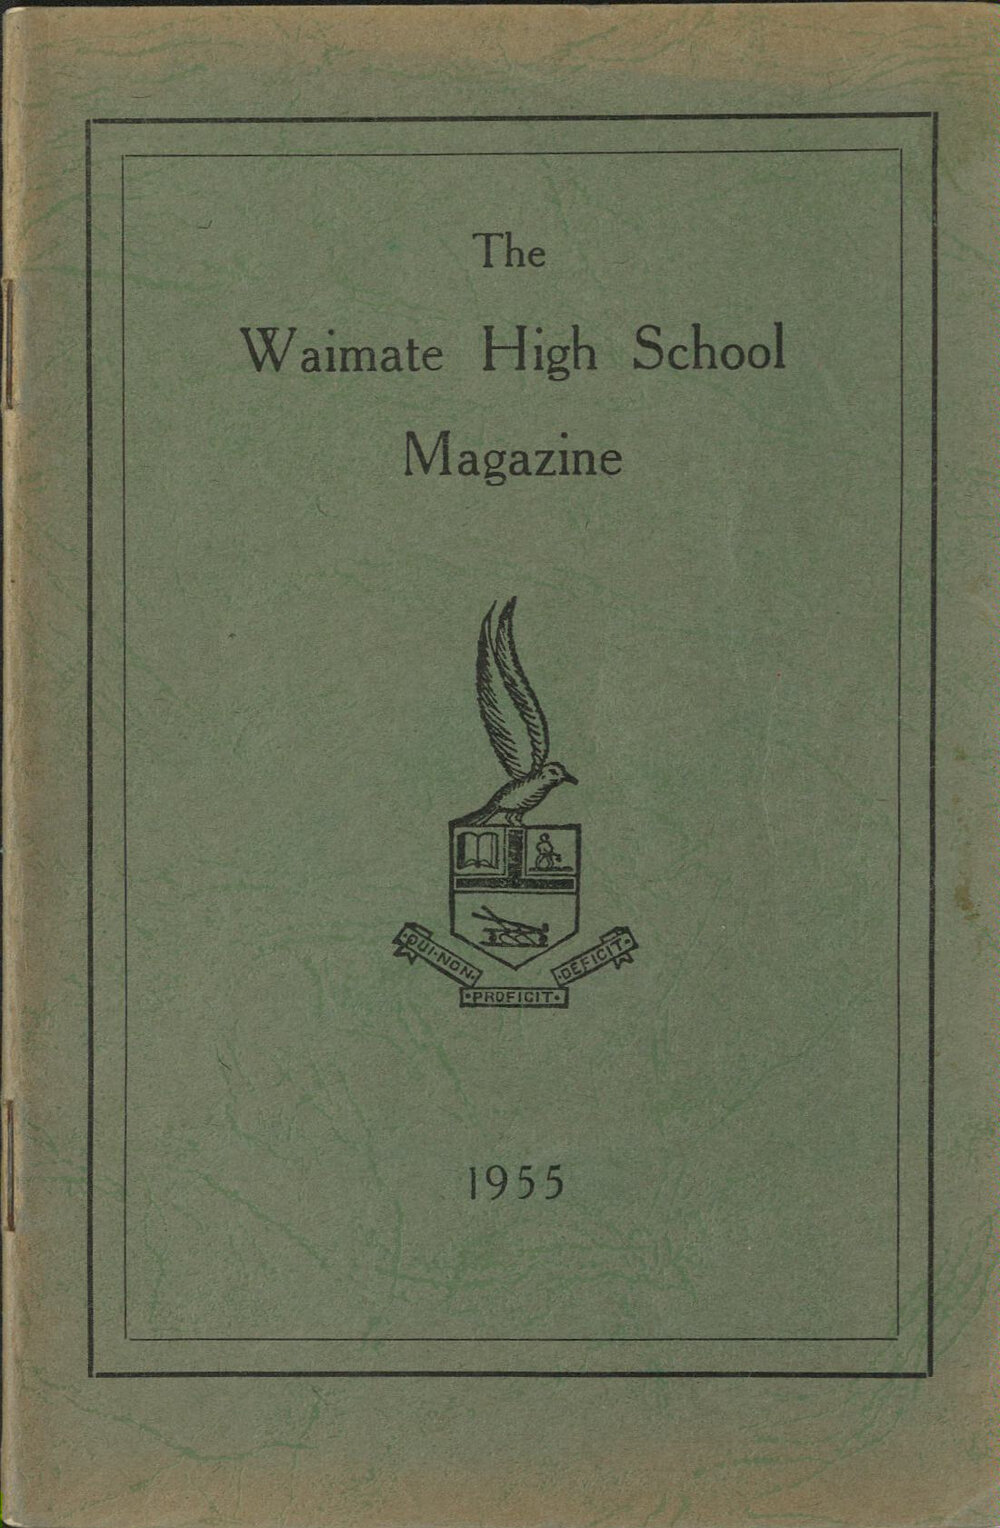 The
Waimate High School
Magazine
·QUI·NON·
·PROFICIT·
·DEFICIT·
1955